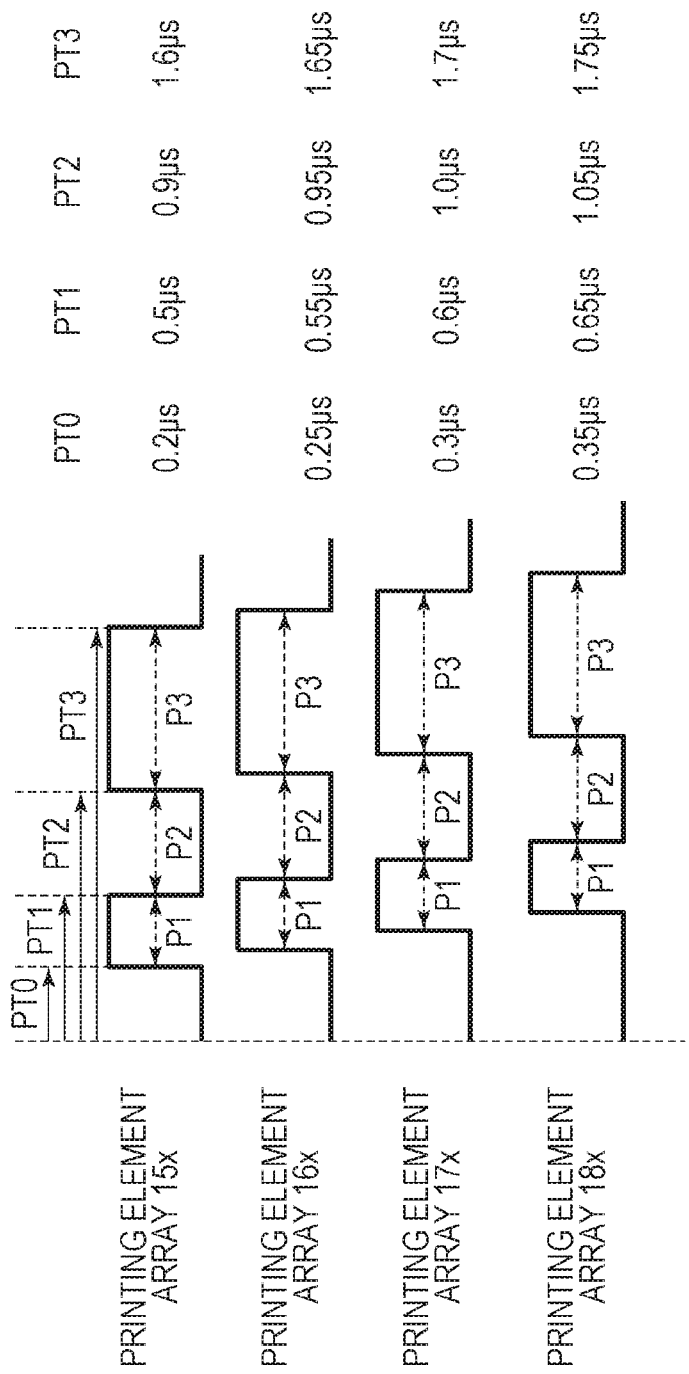 PT0
PT1
PT2
PT3
PT0 PT1 PT2 PT3
PRINTING ELEMENT
ARRAY 15x
P1 P2 P3
0.2µs 0.5µs 0.9µs 1.6µs
PRINTING ELEMENT
ARRAY 16x
P1 P2 P3
0.25µs 0.55µs 0.95µs 1.65µs
PRINTING ELEMENT
ARRAY 17x
P1 P2 P3
0.3µs 0.6µs 1.0µs 1.7µs
PRINTING ELEMENT
ARRAY 18x
P1 P2 P3
0.35µs 0.65µs 1.05µs 1.75µs